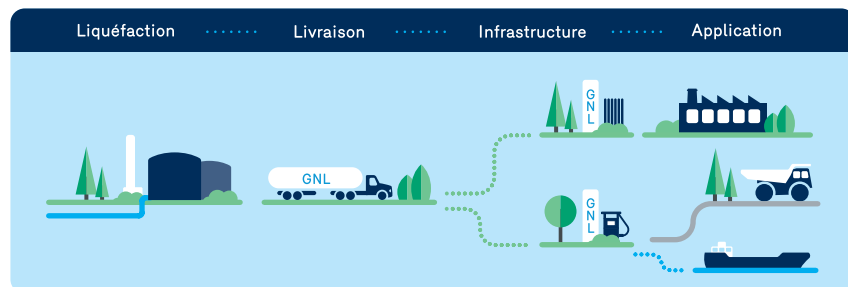 Liquéfaction
Livraison
Infrastructure
Application
GNL
GNL
GNL